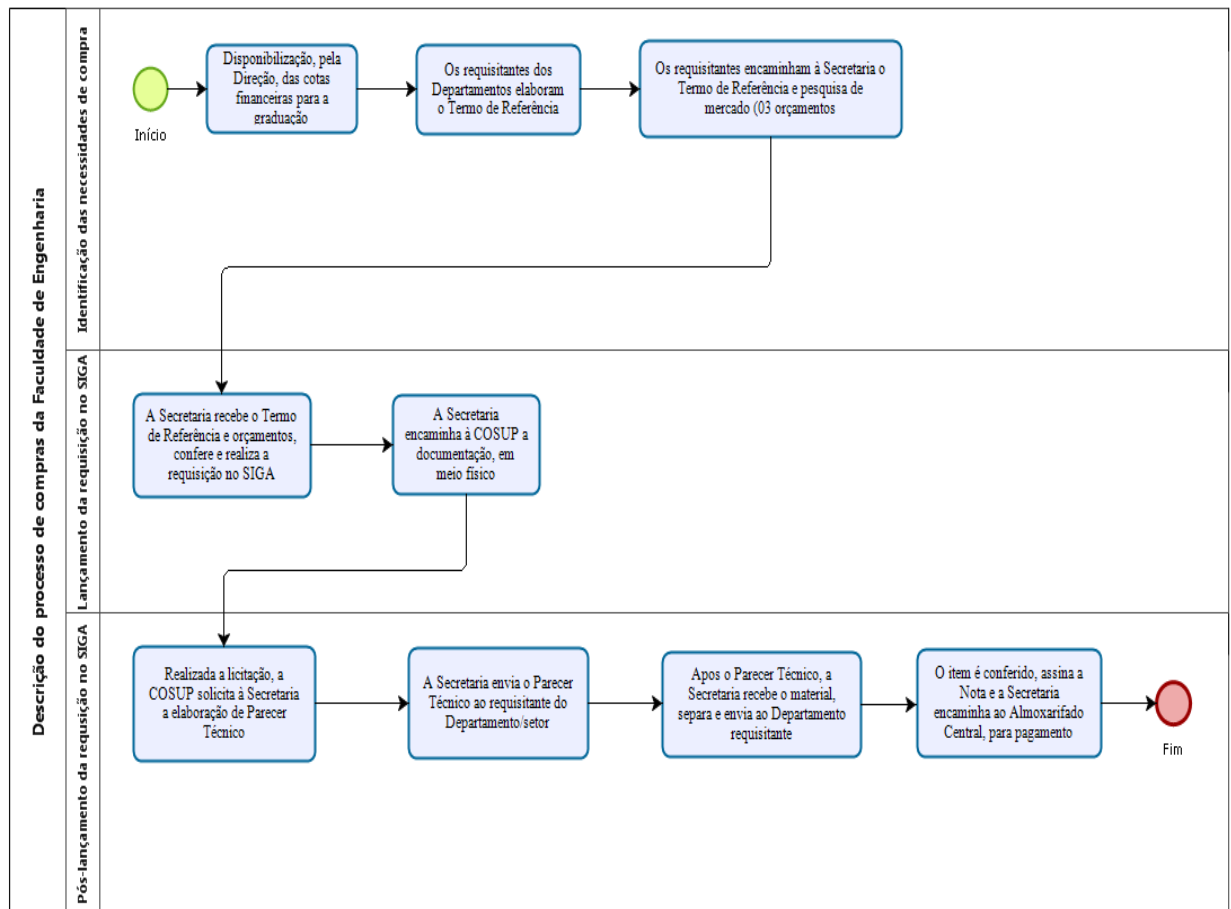 Descrição do processo de compras da Faculdade de Engenharia
Identificação das necessidades de compra
Início
Disponibilização, pela
Direção, das cotas
financeiras para a
graduação
Os requisitantes dos
Departamentos elaboram
o Termo de Referência
Os requisitantes encaminham à Secretaria o
Termo de Referência e pesquisa de
mercado (03 orçamentos
Lançamento da requisição no SIGA
A Secretaria recebe o Termo
de Referência e orçamentos,
confere e realiza a
requisição no SIGA
A Secretaria
encaminha à COSUP a
documentação, em
meio físico
Pós-lançamento da requisição no SIGA
Realizada a licitação, a
COSUP solicita à Secretaria
a elaboração de Parecer
Técnico
A Secretaria envia o Parecer
Técnico ao requisitante do
Departamento/setor
Apos o Parecer Técnico, a
Secretaria recebe o material,
separa e envia ao Departamento
requisitante
O item é conferido, assina a
Nota e a Secretaria
encaminha ao Almoxarifado
Central, para pagamento
Fim